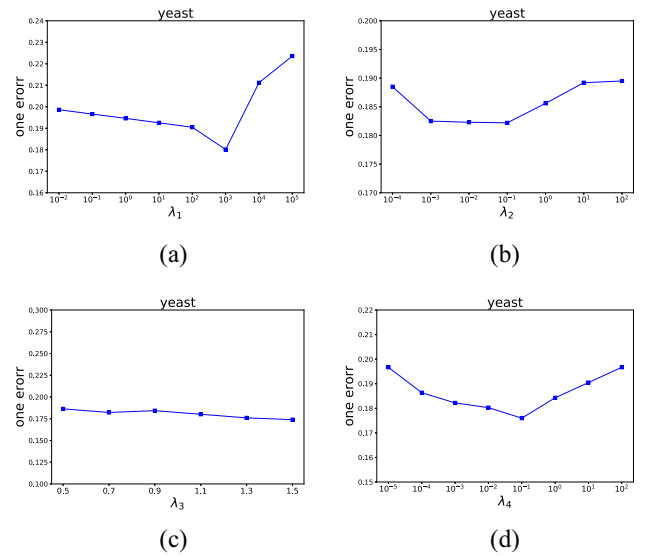 yeast
one erorr
0.24
0.23
0.22
0.21
0.20
0.19
0.18
0.17
0.16
10⁻² 10⁻¹ 10⁰ 10¹ 10² 10³ 10⁴ 10⁵
λ₁
(a)
yeast
one erorr
0.200
0.195
0.190
0.185
0.180
0.175
0.170
10⁻⁴ 10⁻³ 10⁻² 10⁻¹ 10⁰ 10¹ 10²
λ₂
(b)
yeast
one erorr
0.300
0.275
0.250
0.225
0.200
0.175
0.150
0.125
0.100
0.5 0.7 0.9 1.1 1.3 1.5
λ₃
(c)
yeast
one erorr
0.22
0.21
0.20
0.19
0.18
0.17
0.16
0.15
10⁻⁵ 10⁻⁴ 10⁻³ 10⁻² 10⁻¹ 10⁰ 10¹ 10²
λ₄
(d)